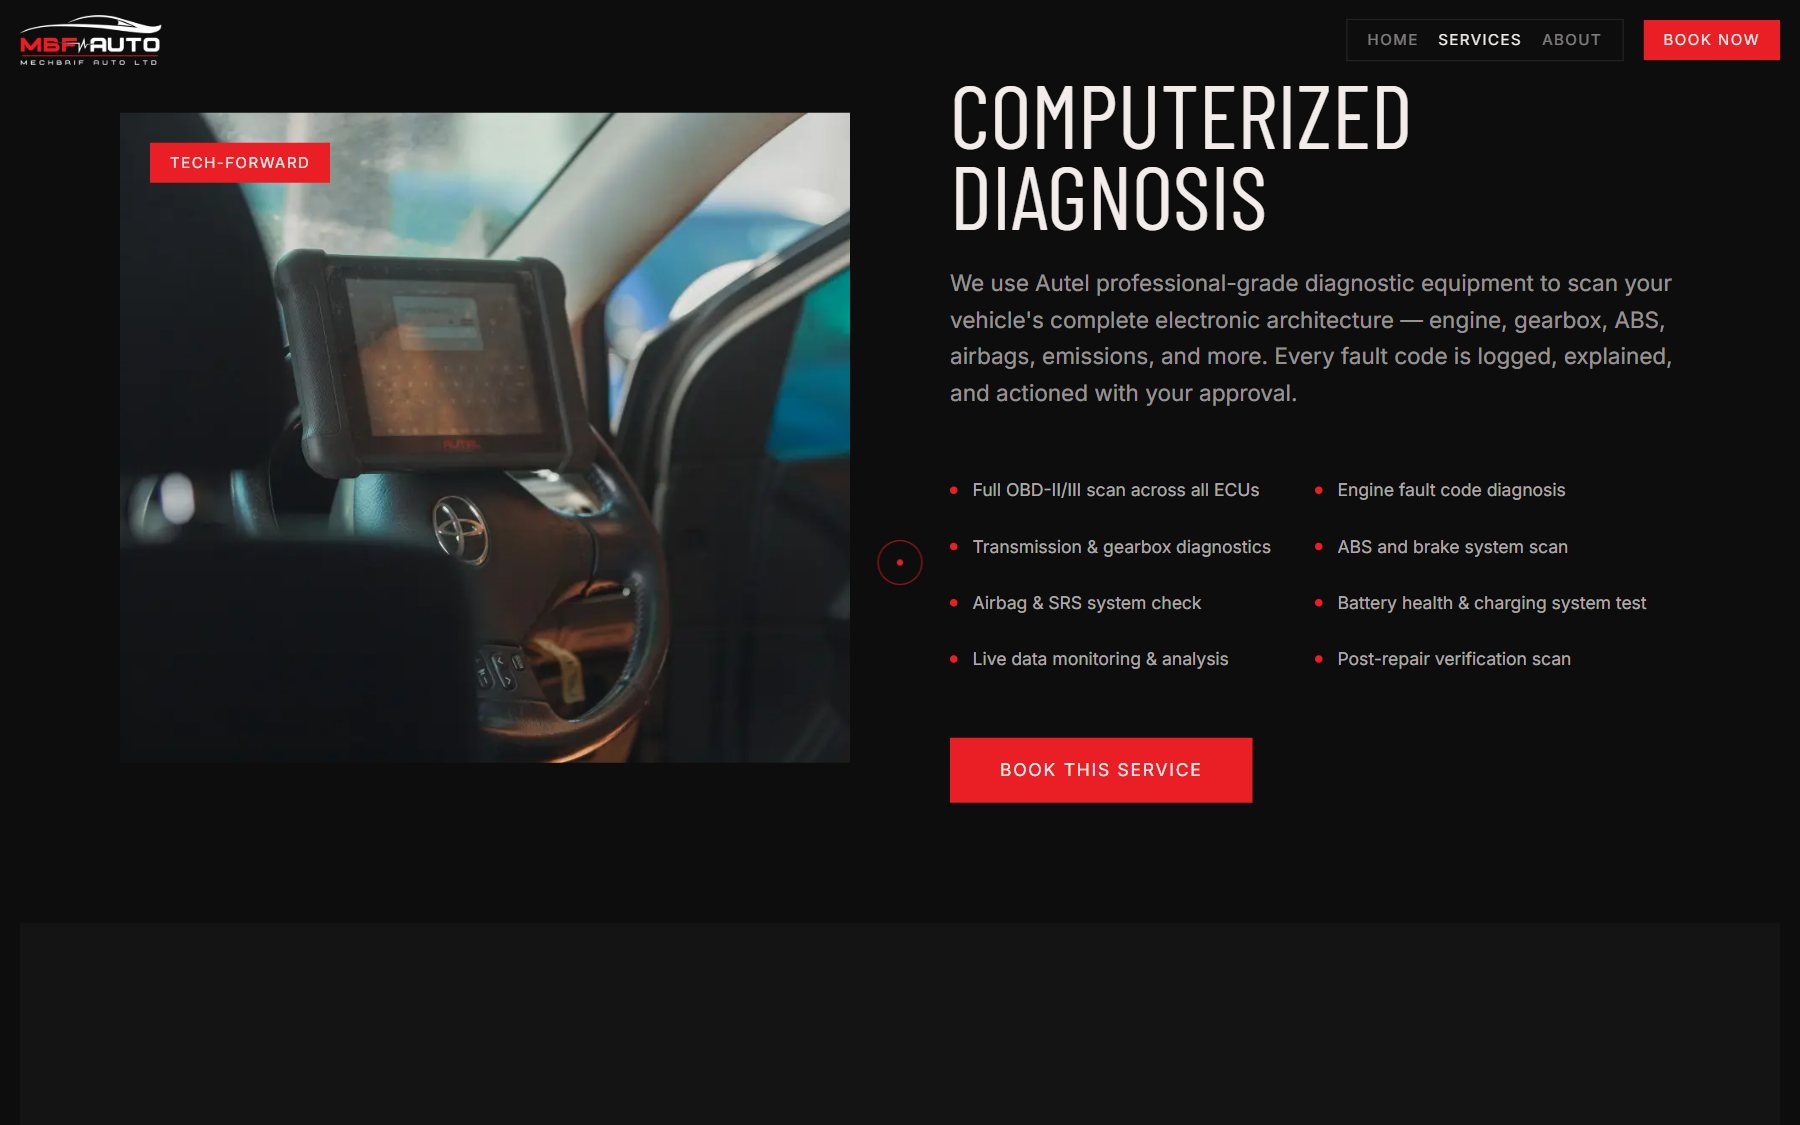 MBF AUTO
MECHBRIF AUTO LTD
HOME SERVICES ABOUT
BOOK NOW
TECH-FORWARD
AUTEL
COMPUTERIZED
DIAGNOSIS
We use Autel professional-grade diagnostic equipment to scan your
vehicle's complete electronic architecture — engine, gearbox, ABS,
airbags, emissions, and more. Every fault code is logged, explained,
and actioned with your approval.
Full OBD-II/III scan across all ECUs
Engine fault code diagnosis
Transmission & gearbox diagnostics
ABS and brake system scan
Airbag & SRS system check
Battery health & charging system test
Live data monitoring & analysis
Post-repair verification scan
BOOK THIS SERVICE